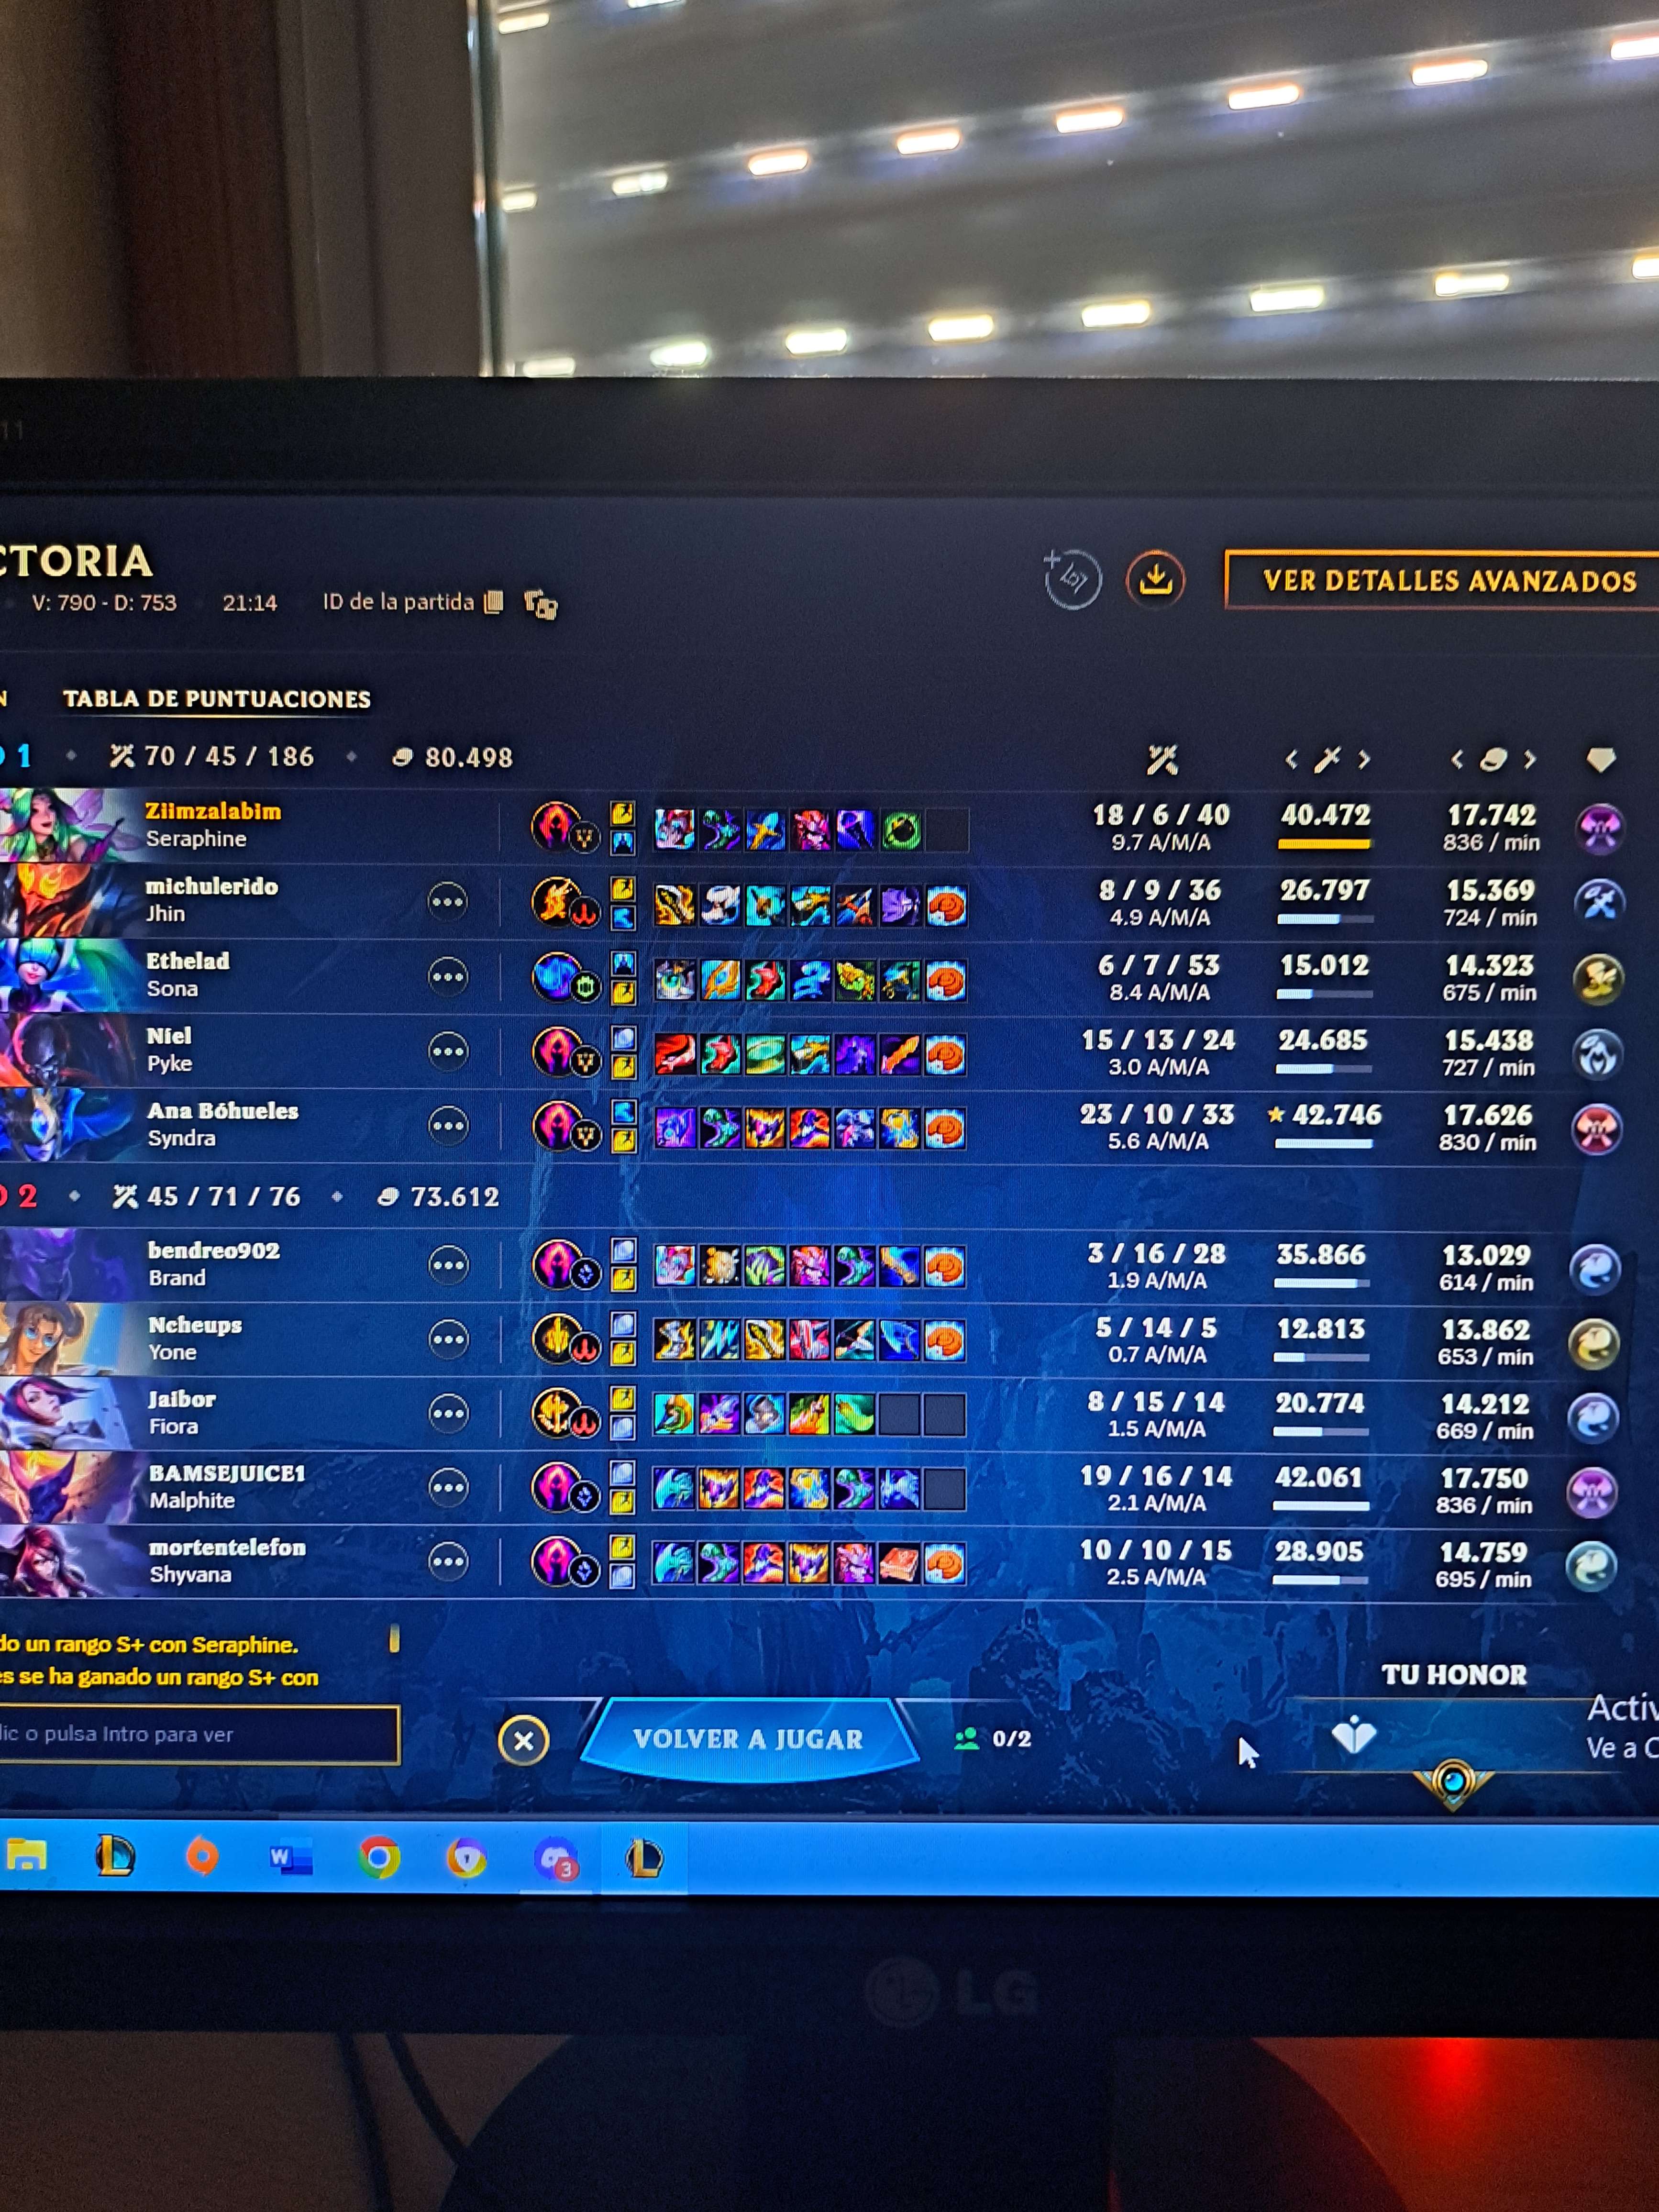 CTORIA
V: 790 - D: 753 21:14 ID de la partida
VER DETALLES AVANZADOS
N TABLA DE PUNTUACIONES
O 1 70 / 45 / 186 80.498
Ziimzalabim
Seraphine
18 / 6 / 40 40.472 17.742
9.7 A/M/A 836 / min
michulerido
Jhin
8 / 9 / 36 26.797 15.369
4.9 A/M/A 724 / min
Ethelad
Sona
6 / 7 / 53 15.012 14.323
8.4 A/M/A 675 / min
Niel
Pyke
15 / 13 / 24 24.685 15.438
3.0 A/M/A 727 / min
Ana Bóhueles
Syndra
23 / 10 / 33 42.746 17.626
5.6 A/M/A 830 / min
O 2 45 / 71 / 76 73.612
bendreo902
Brand
3 / 16 / 28 35.866 13.029
1.9 A/M/A 614 / min
Ncheups
Yone
5 / 14 / 5 12.813 13.862
0.7 A/M/A 653 / min
Jaibor
Fiora
8 / 15 / 14 20.774 14.212
1.5 A/M/A 669 / min
BAMSEJUICE1
Malphite
19 / 16 / 14 42.061 17.750
2.1 A/M/A 836 / min
mortentelefon
Shyvana
10 / 10 / 15 28.905 14.759
2.5 A/M/A 695 / min
do un rango S+ con Seraphine.
es se ha ganado un rango S+ con
lic o pulsa Intro para ver
VOLVER A JUGAR
0/2
TU HONOR
Activ
Ve a C
W
3
LG